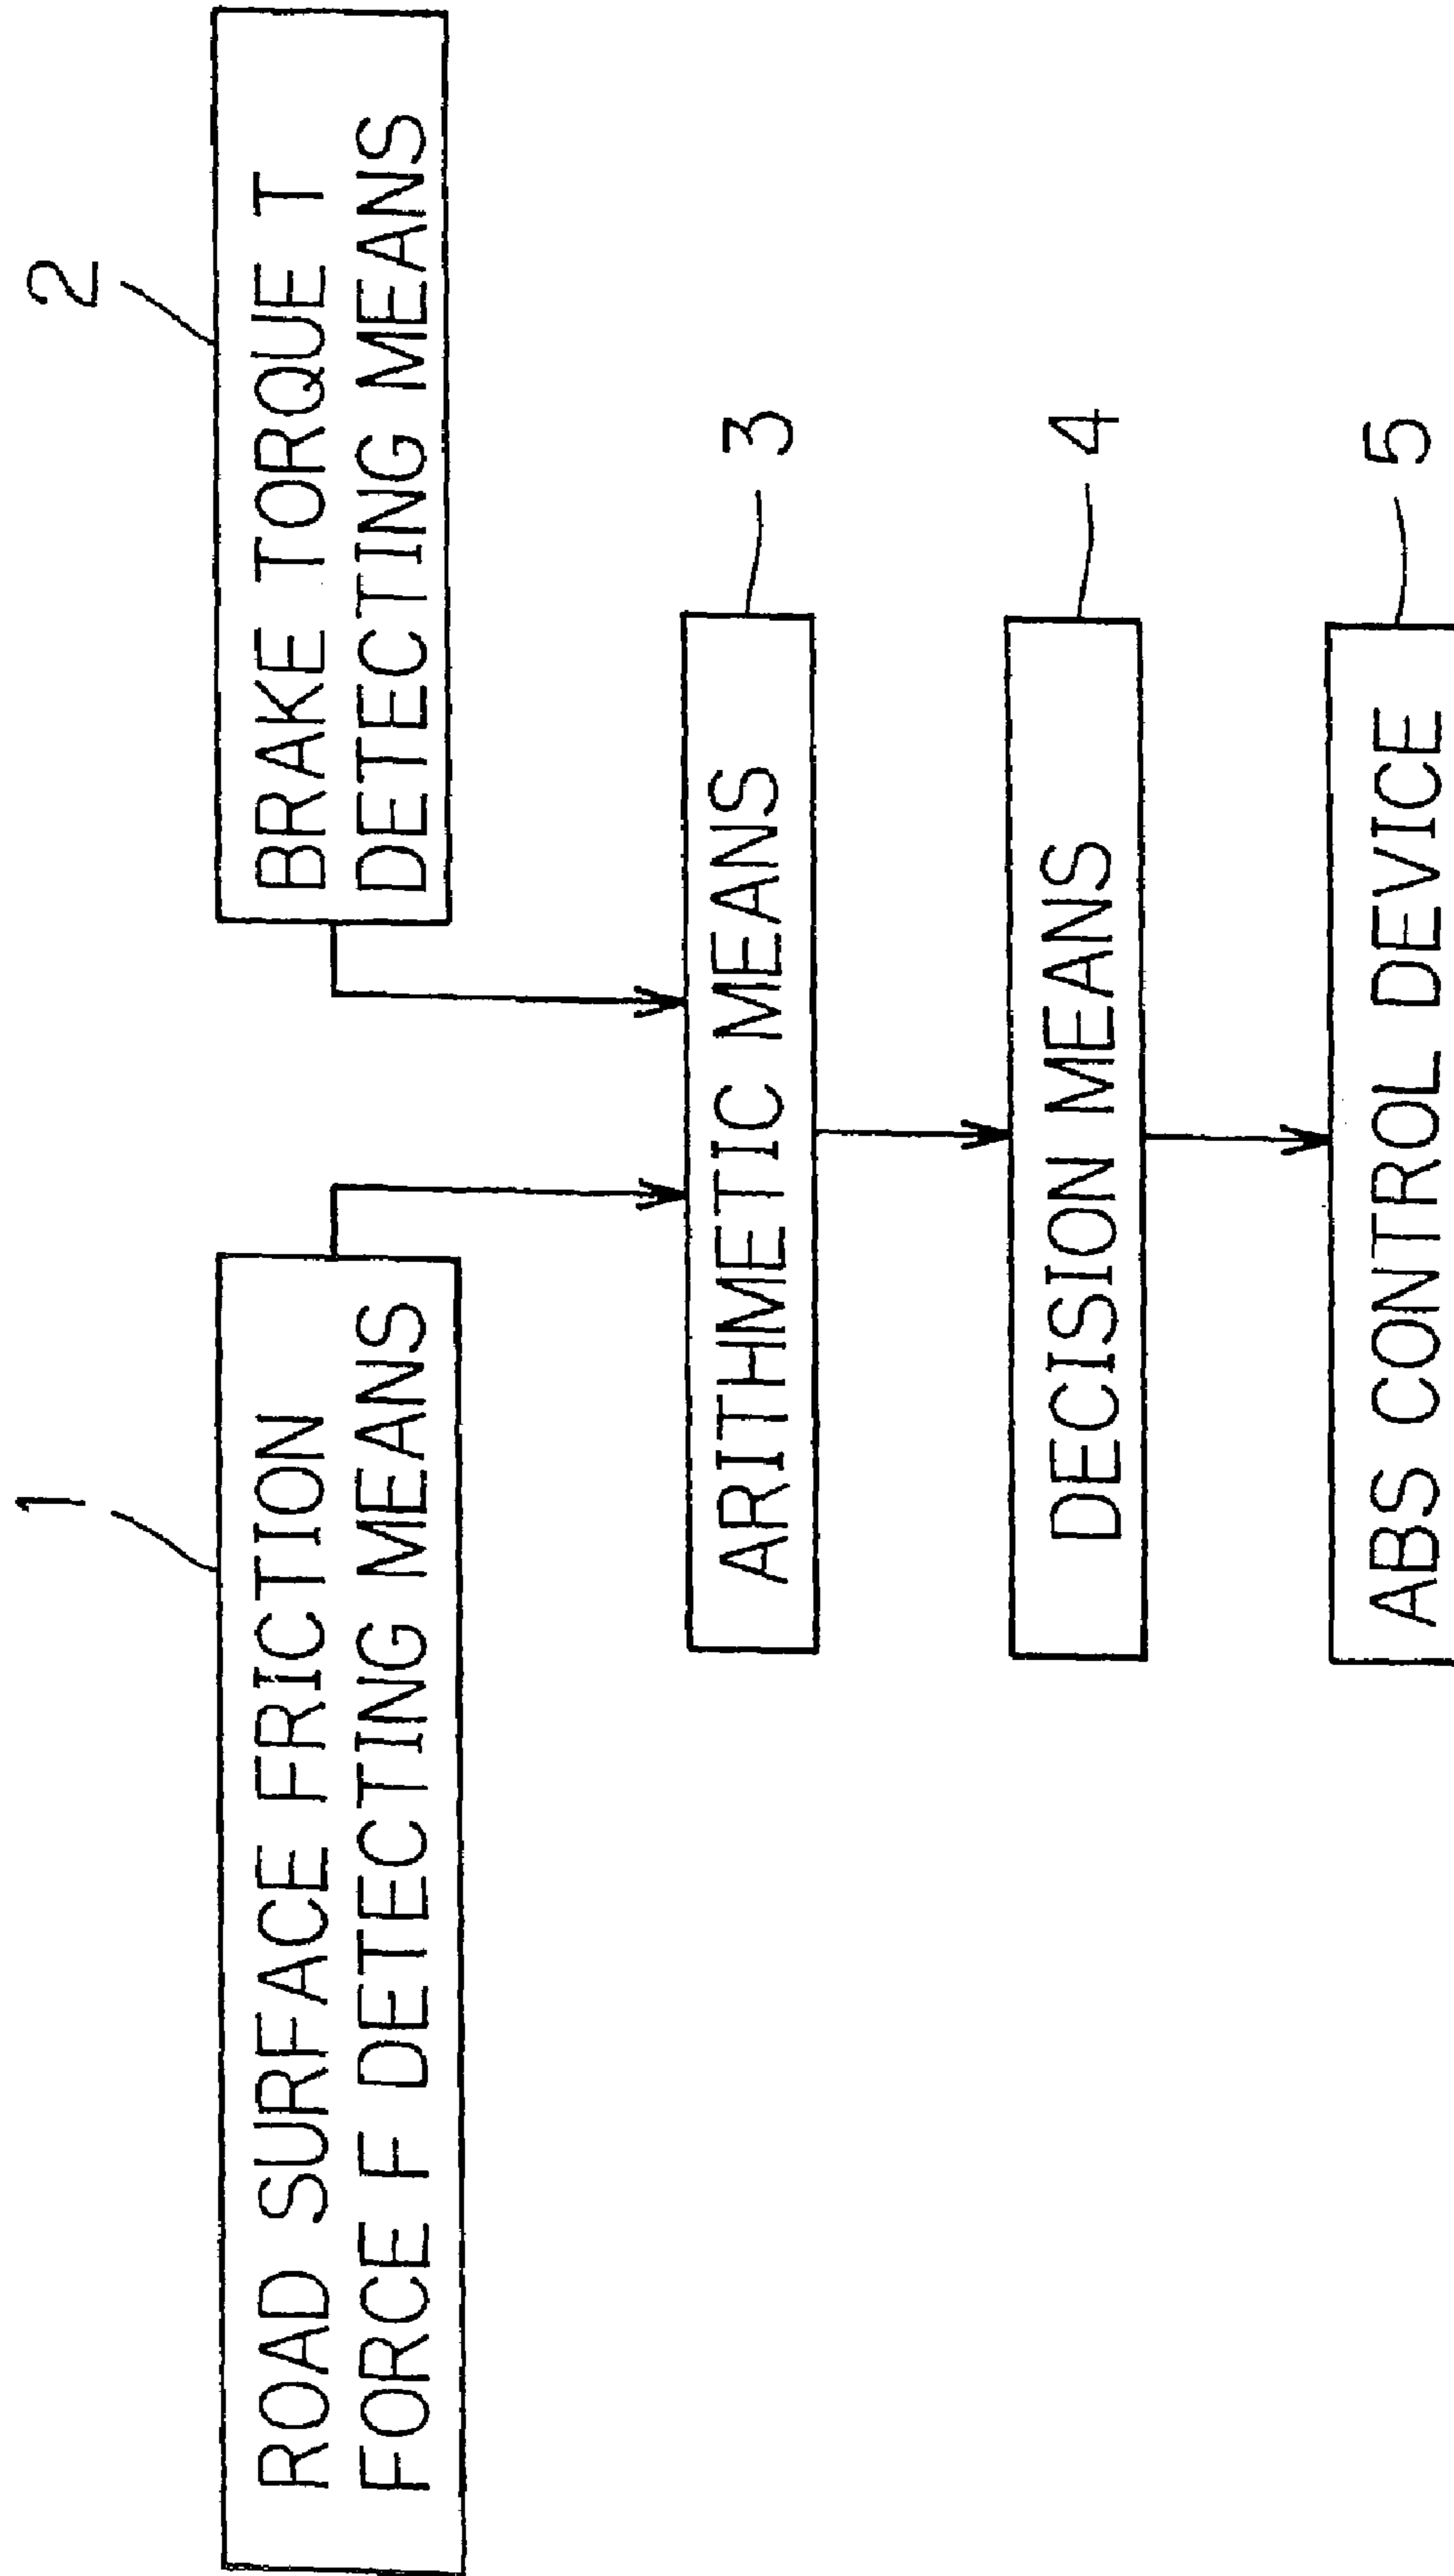 1
ROAD SURFACE FRICTION
FORCE F DETECTING MEANS
2
BRAKE TORQUE T
DETECTING MEANS
ARITHMETIC MEANS
3
DECISION MEANS
4
ABS CONTROL DEVICE
5